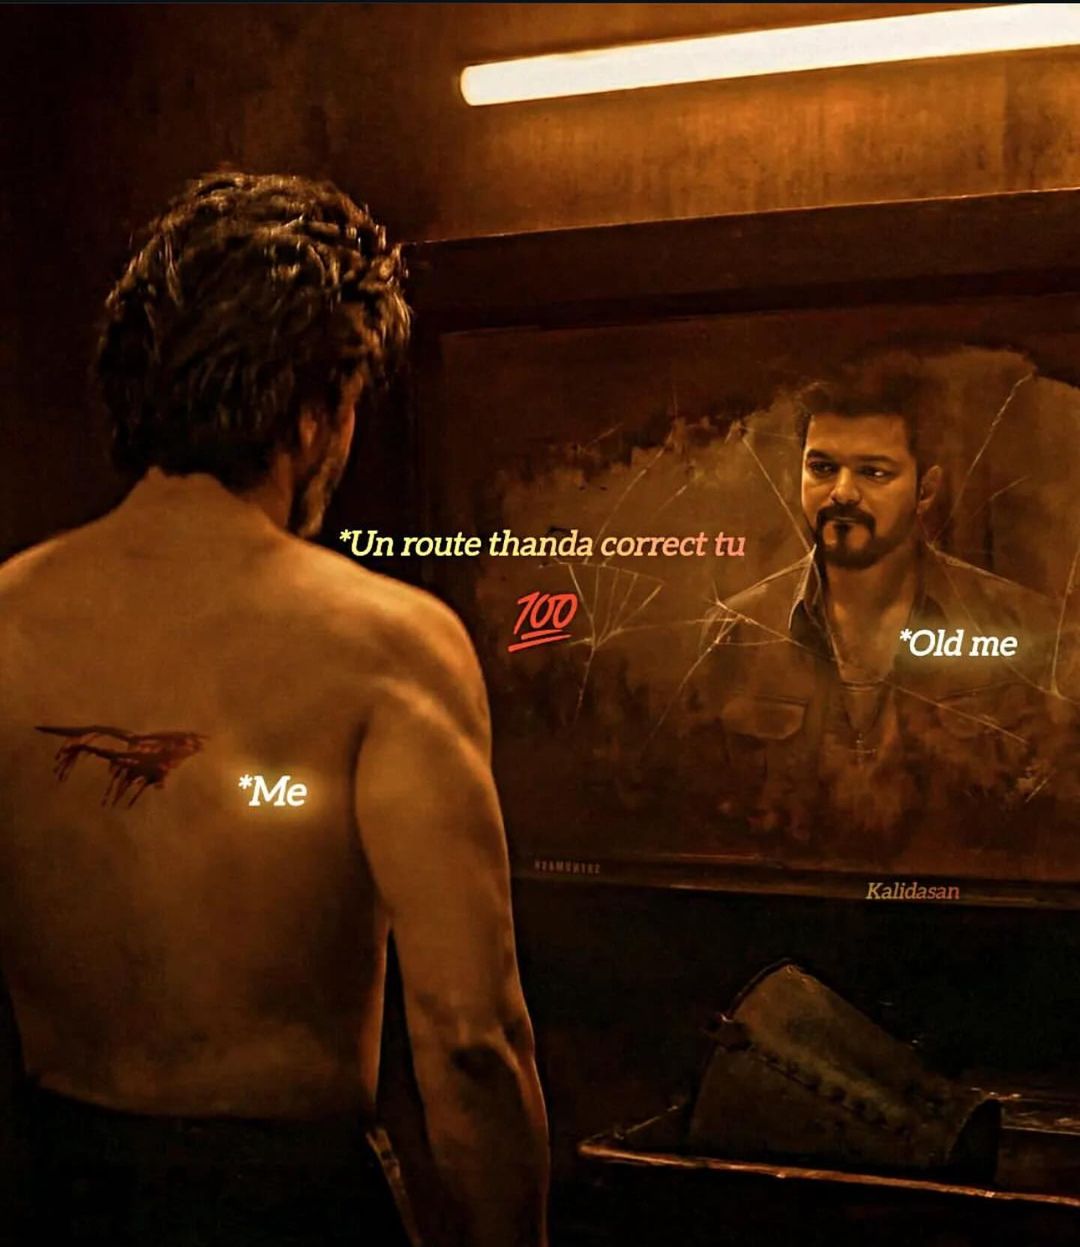 *Un route thanda correct tu
💯
*Old me
*Me
Kalidasan